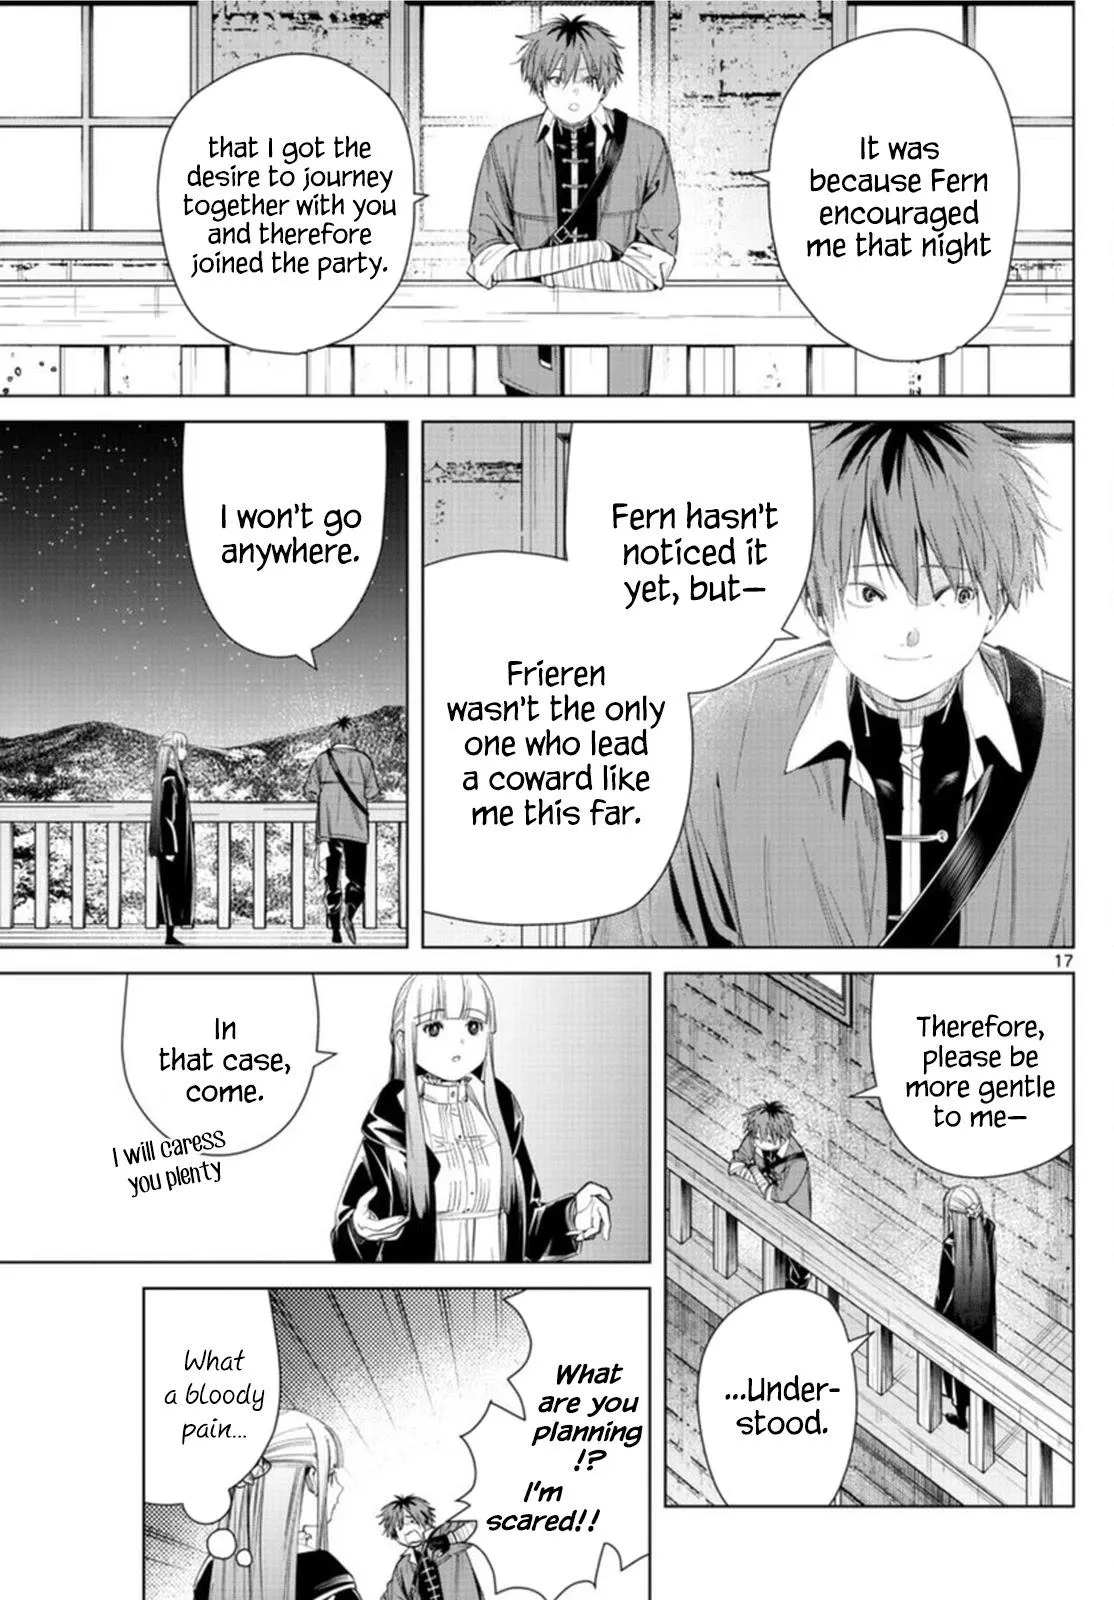 It was
because Fern
encouraged
me that night
that I got the
desire to journey
together with you
and therefore
joined the party.
Fern hasn't
noticed it
yet, but—
Frieren
wasn't the only
one who lead
a coward like
me this far.
I won't go
anywhere.
17
Therefore,
please be
more gentle
to me—
...Under-
stood.
In
that case,
come.
I will caress
you plenty
What
are you
planning
!?
I'm
scared!!
What
a bloody
pain...